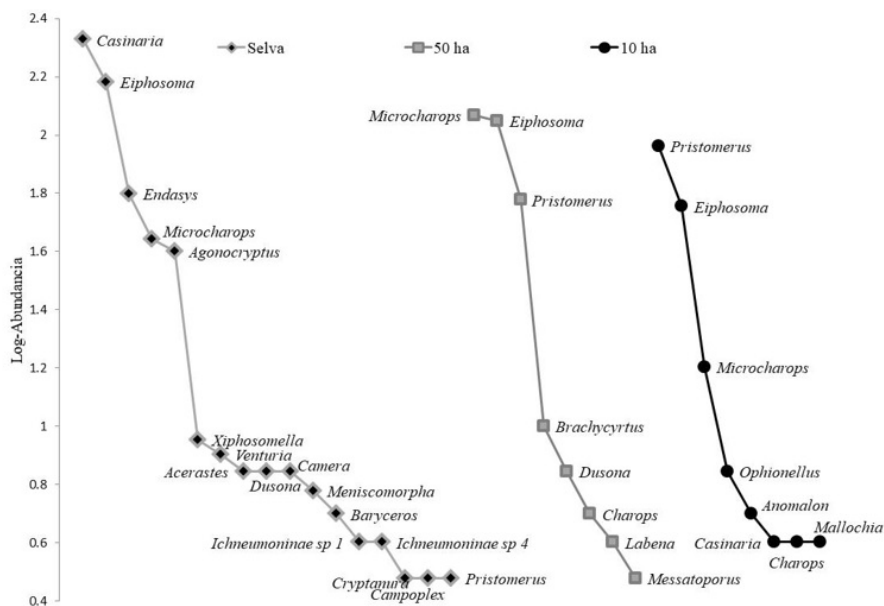 2.4
Casinaria
Selva
50 ha
10 ha
2.2
Eiphosoma
Microcharops
Eiphosoma
2
Pristomerus
1.8
Endasys
Pristomerus
Eiphosoma
Microcharops
1.6
Agonocryptus
Log-Abundancia
1.4
1.2
Microcharops
1
Xiphosomella
Brachycyrtus
Venturia
Acerastes
Camera
Dusona
Dusona
Ophionellus
0.8
Meniscomorpha
Baryceros
Charops
Anomalon
Mallochia
0.6
Ichneumoninae sp 1
Ichneumoninae sp 4
Labena
Casinaria
Charops
Cryptanura
Campoplex
Pristomerus
Messatoporus
0.4